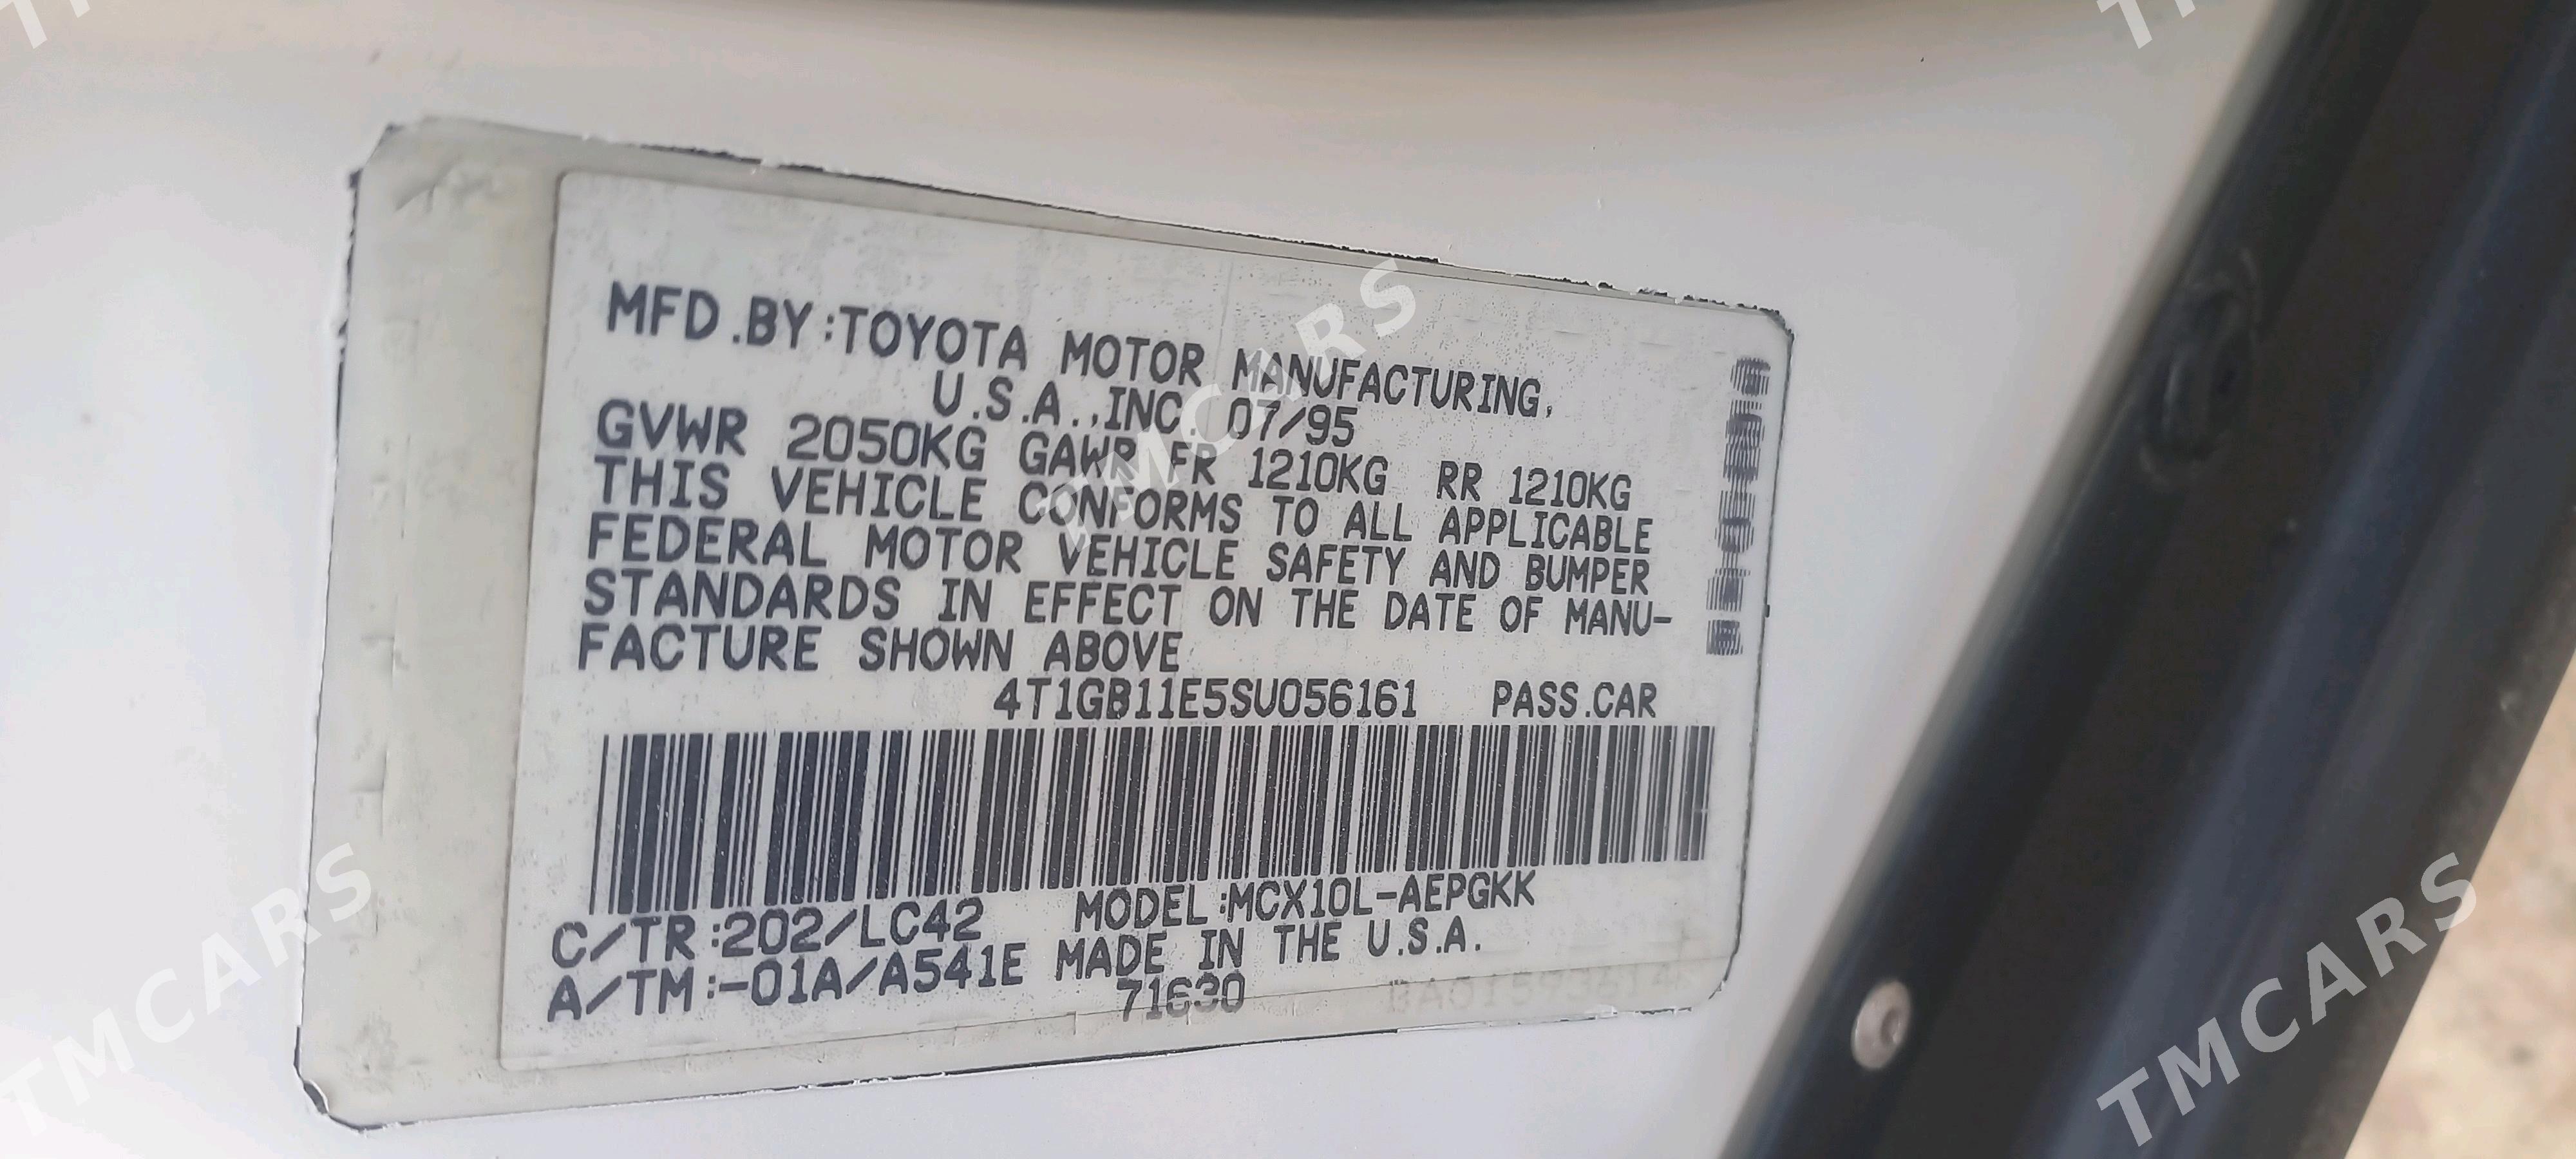 MFD.BY:TOYOTA MOTOR MANUFACTURING,
U.S.A.,INC. 07/95
GVWR 2050KG GAWR FR 1210KG RR 1210KG
THIS VEHICLE CONFORMS TO ALL APPLICABLE
FEDERAL MOTOR VEHICLE SAFETY AND BUMPER
STANDARDS IN EFFECT ON THE DATE OF MANU-
FACTURE SHOWN ABOVE
4T1GB11E5SU056161 PASS.CAR
C/TR:202/LC42 MODEL:MCX10L-AEPGKK
A/TM:-01A/A541E MADE IN THE U.S.A.
71630
TMCARS
TMCARS
TMCARS